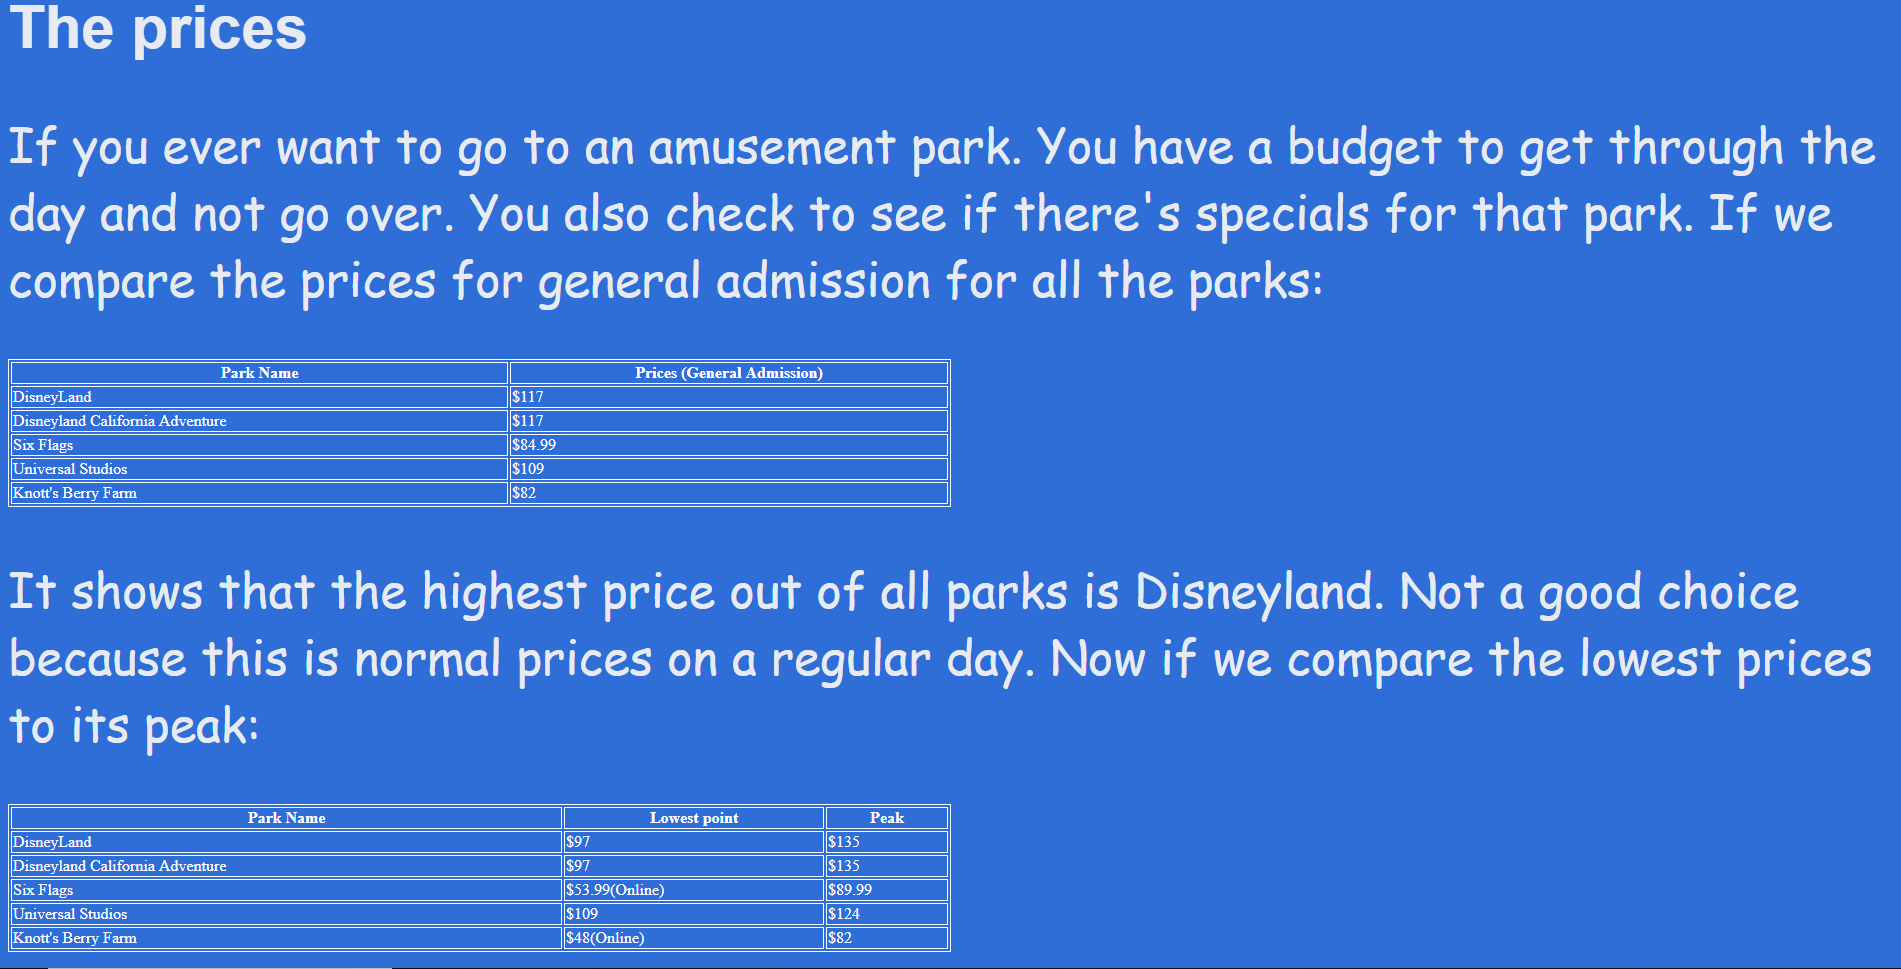 The prices
If you ever want to go to an amusement park. You have a budget to get through the
day and not go over. You also check to see if there's specials for that park. If we
compare the prices for general admission for all the parks:
Park Name Prices (General Admission)
DisneyLand $117
Disneyland California Adventure $117
Six Flags $84.99
Universal Studios $109
Knott's Berry Farm $82
It shows that the highest price out of all parks is Disneyland. Not a good choice
because this is normal prices on a regular day. Now if we compare the lowest prices
to its peak:
Park Name Lowest point Peak
DisneyLand $97 $135
Disneyland California Adventure $97 $135
Six Flags $53.99(Online) $89.99
Universal Studios $109 $124
Knott's Berry Farm $48(Online) $82